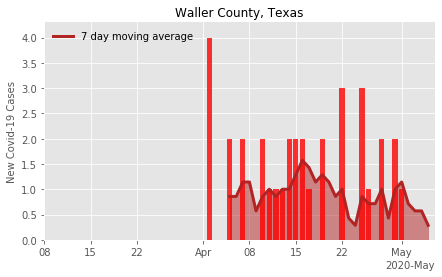 Waller County, Texas
7 day moving average
New Covid-19 Cases
4.0
3.5
3.0
2.5
2.0
1.5
1.0
0.5
0.0
08 15 22 Apr 08 15 22 May
2020-May